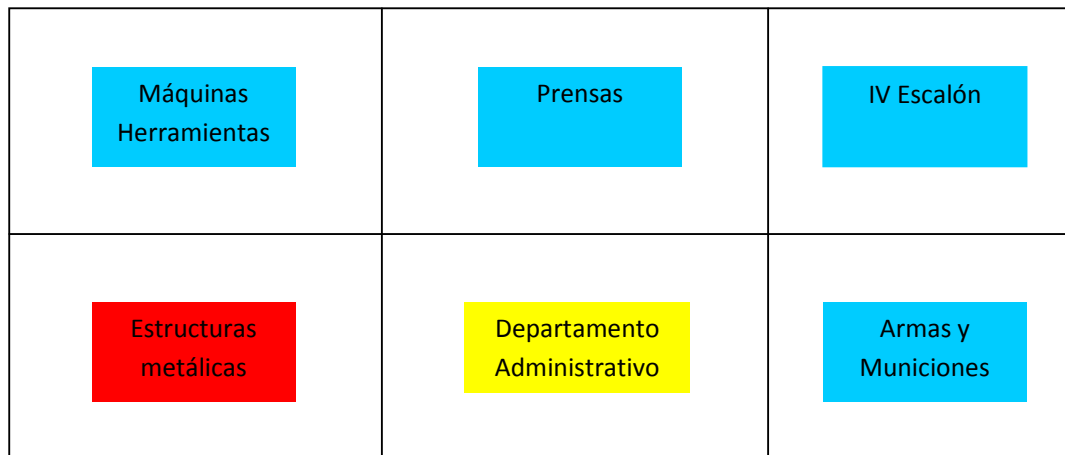 Máquinas
Herramientas
Prensas
IV Escalón
Estructuras
metálicas
Departamento
Administrativo
Armas y
Municiones